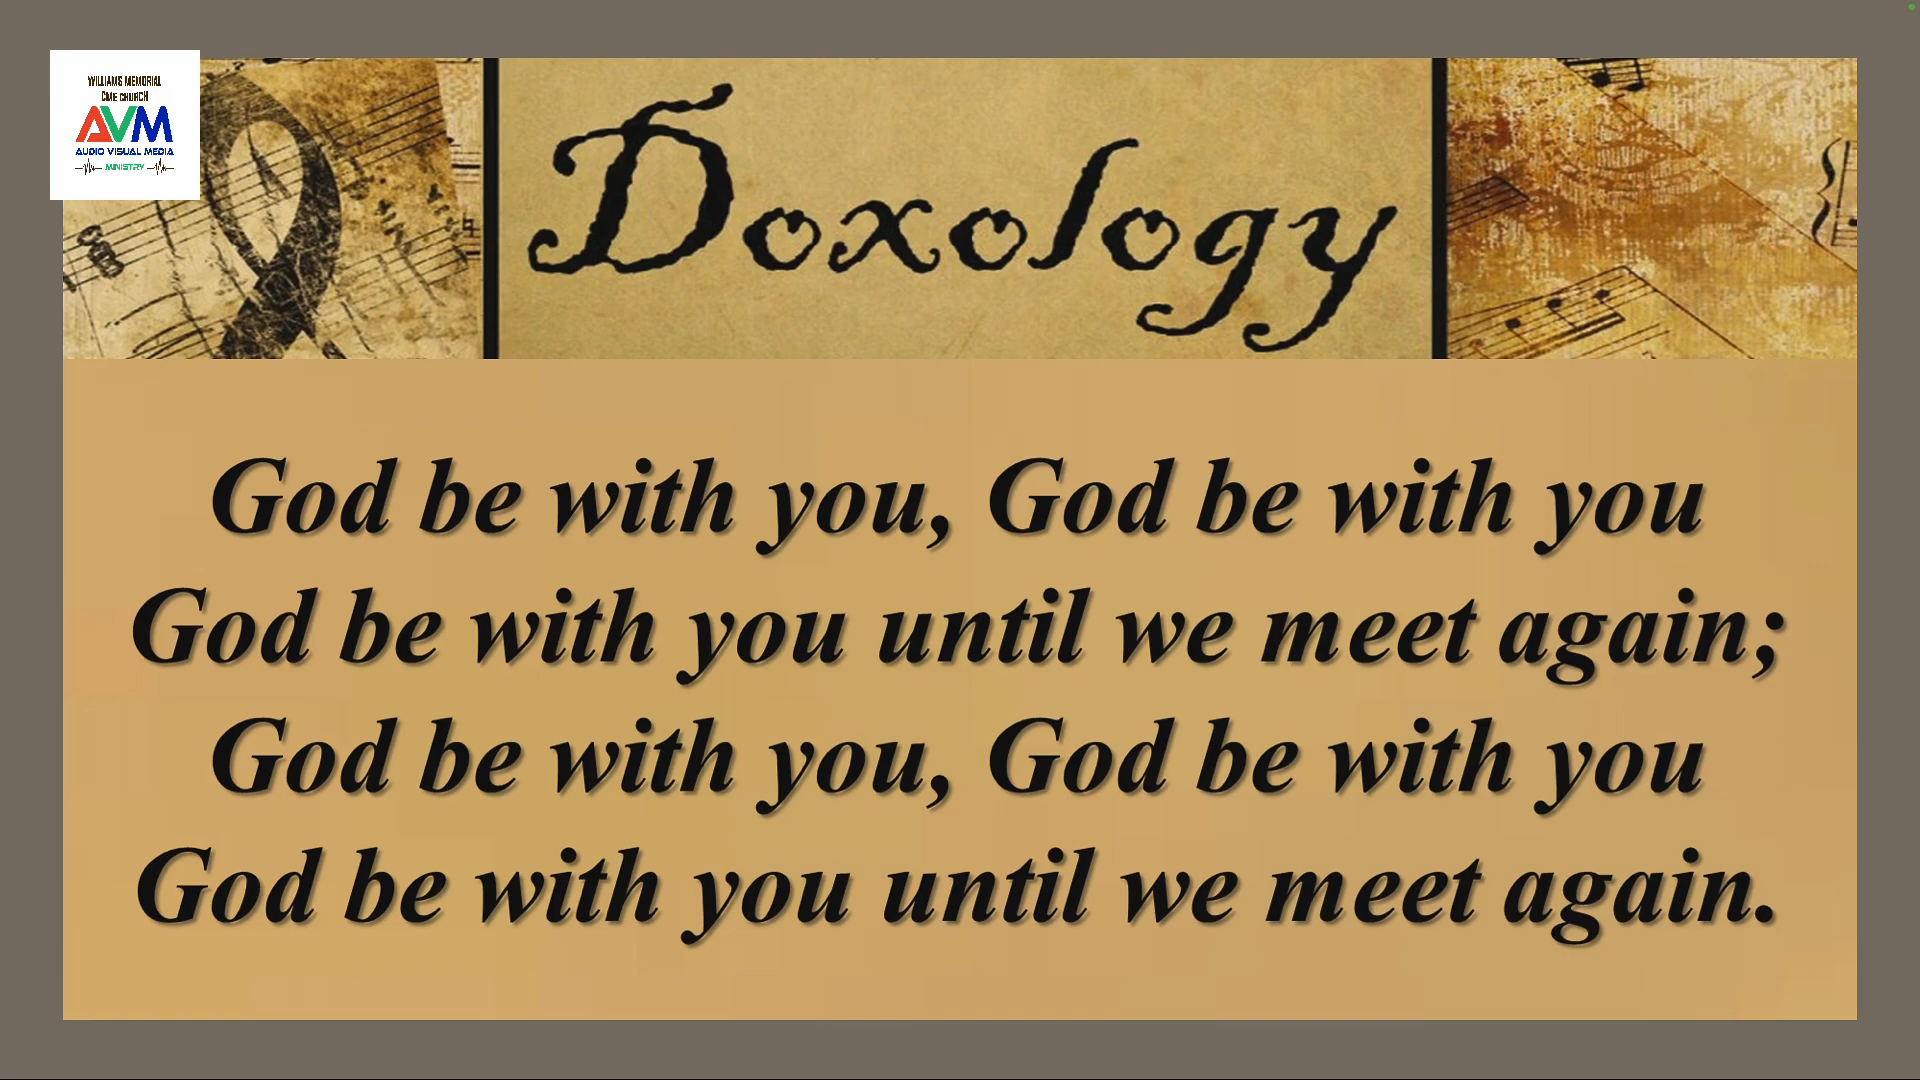 WILLIAMS MEMORIAL
CME CHURCH
AVM
AUDIO VISUAL MEDIA
MINISTRY
Doxology
God be with you, God be with you
God be with you until we meet again;
God be with you, God be with you
God be with you until we meet again.